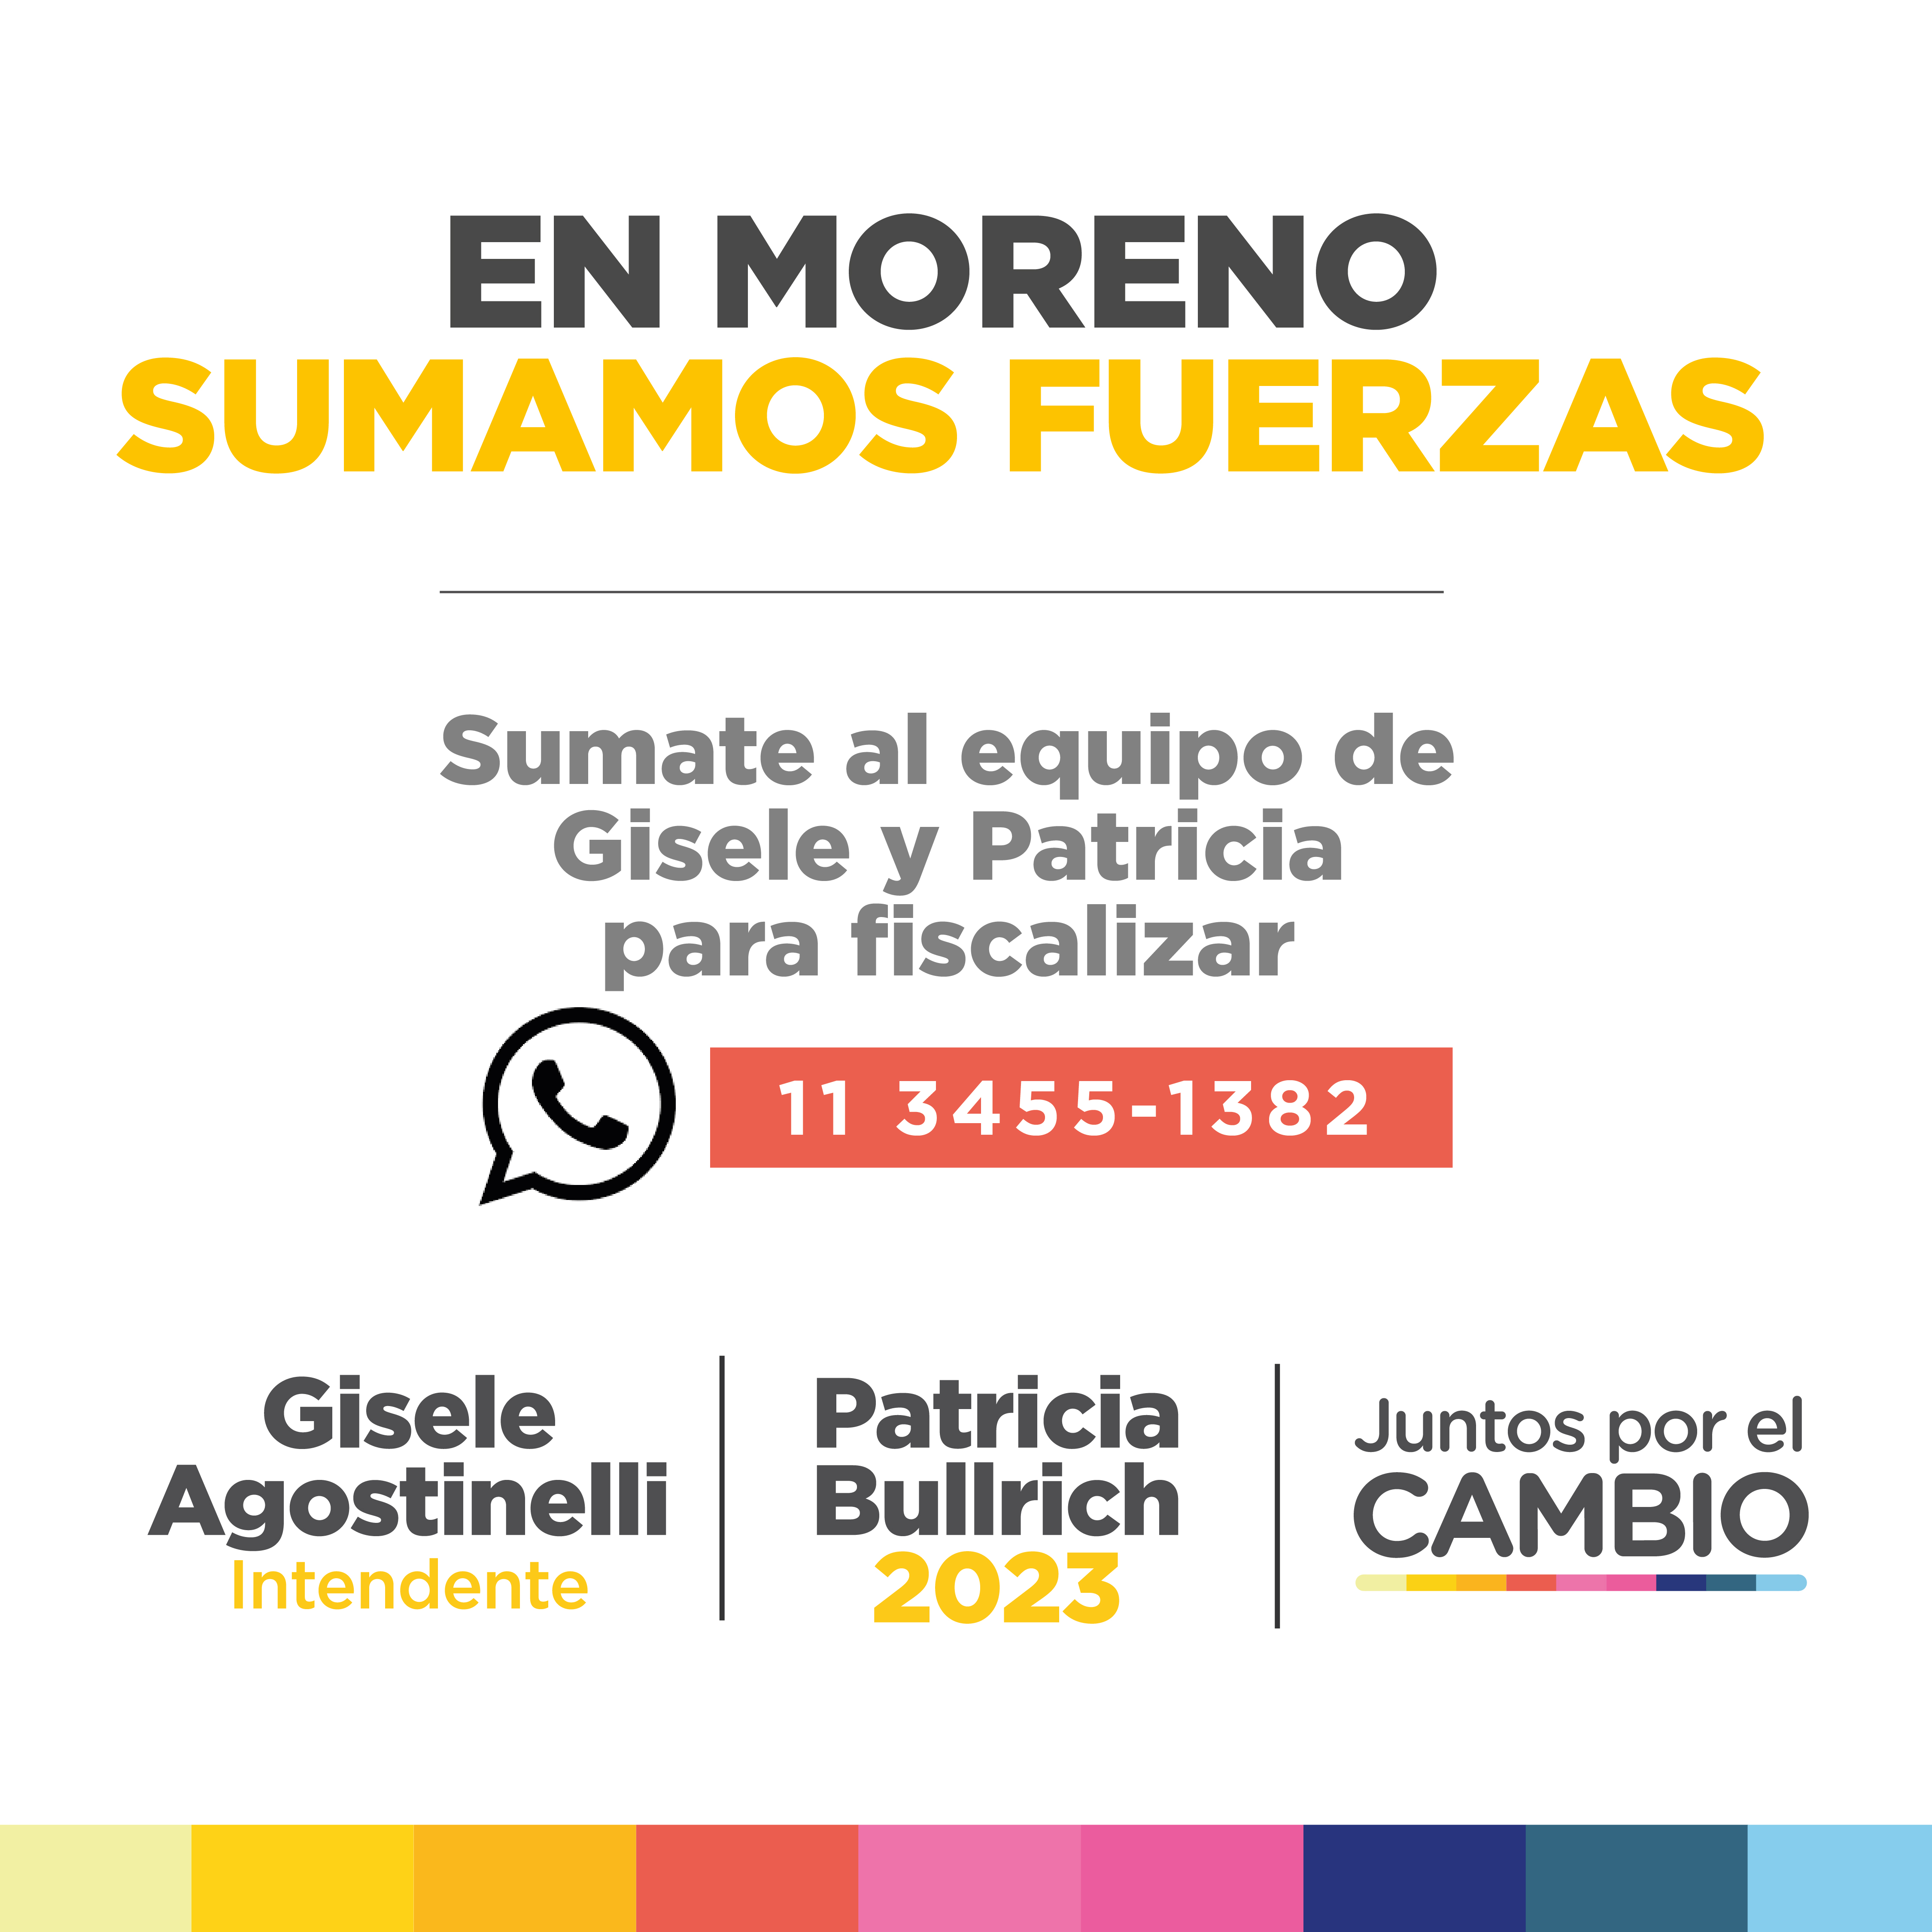 EN MORENO
SUMAMOS FUERZAS
Sumate al equipo de
Gisele y Patricia
para fiscalizar
11 3455-1382
Gisele
Agostinelli
Intendente
Patricia
Bullrich
2023
Juntos por el
CAMBIO